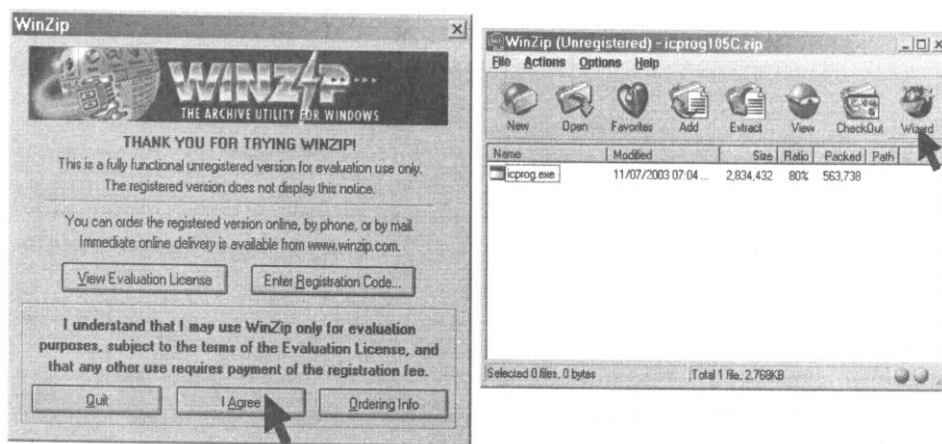 WinZip
WINZIP
THE ARCHIVE UTILITY FOR WINDOWS
THANK YOU FOR TRYING WINZIP!
This is a fully functional unregistered version for evaluation use only.
The registered version does not display this notice.
You can order the registered version online, by phone, or by mail.
Immediate online delivery is available from www.winzip.com.
View Evaluation License
Enter Registration Code...
I understand that I may use WinZip only for evaluation
purposes, subject to the terms of the Evaluation License, and
that any other use requires payment of the registration fee.
Quit
I Agree
Ordering Info
WinZip (Unregistered) - icprog105C.zip
File Actions Options Help
New Open Favorites Add Extract View CheckOut Wizard
Name Modified Size Ratio Packed Path
icprog.exe 11/07/2003 07:04 ... 2,834,432 80% 563,738
Selected 0 files, 0 bytes Total 1 file, 2,768KB